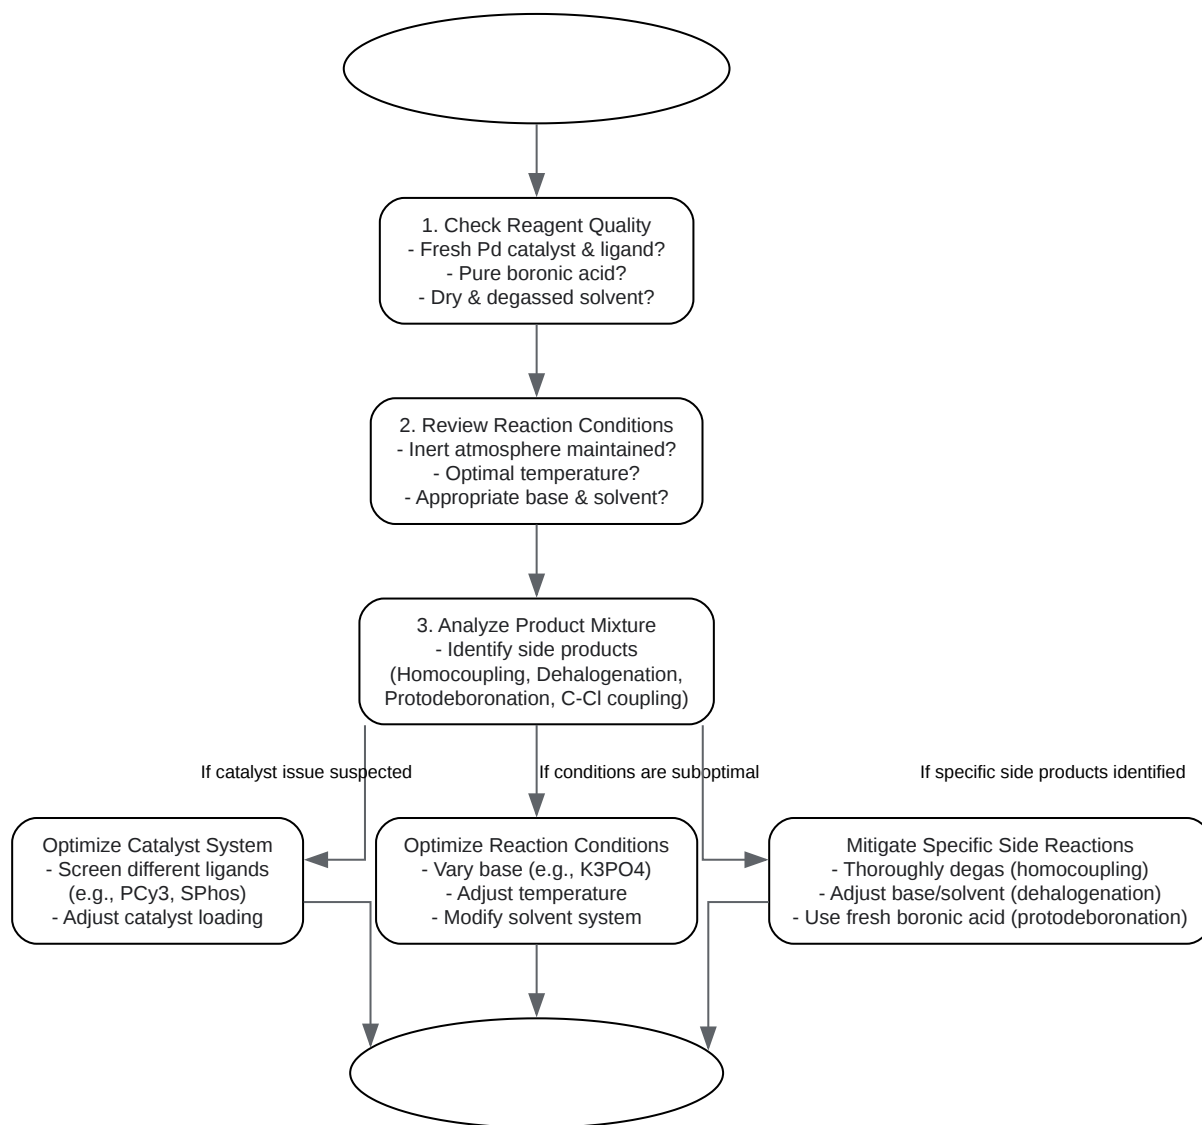 1. Check Reagent Quality
- Fresh Pd catalyst & ligand?
- Pure boronic acid?
- Dry & degassed solvent?
2. Review Reaction Conditions
- Inert atmosphere maintained?
- Optimal temperature?
- Appropriate base & solvent?
3. Analyze Product Mixture
- Identify side products
(Homocoupling, Dehalogenation,
Protodeboronation, C-Cl coupling)
If catalyst issue suspected
If conditions are suboptimal
If specific side products identified
Optimize Catalyst System
- Screen different ligands
(e.g., PCy3, SPhos)
- Adjust catalyst loading
Optimize Reaction Conditions
- Vary base (e.g., K3PO4)
- Adjust temperature
- Modify solvent system
Mitigate Specific Side Reactions
- Thoroughly degas (homocoupling)
- Adjust base/solvent (dehalogenation)
- Use fresh boronic acid (protodeboronation)